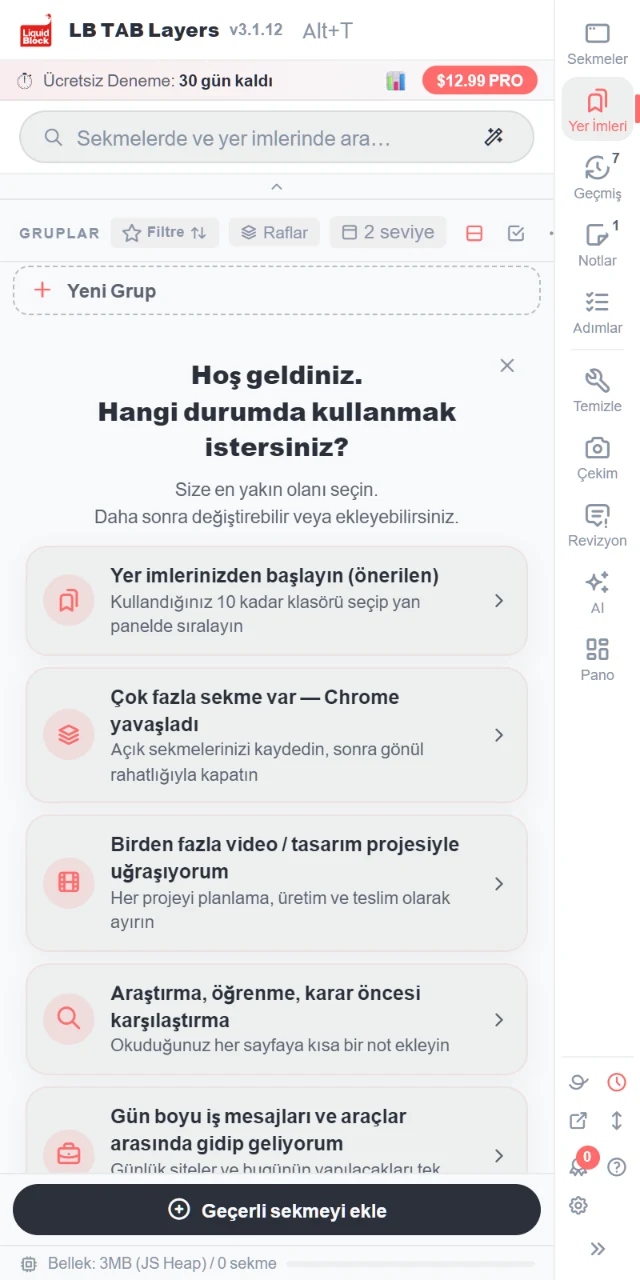 Liquid Block
LB TAB Layers v3.1.12 Alt+T
Ücretsiz Deneme: 30 gün kaldı
$12.99 PRO
Sekmelerde ve yer imlerinde ara…
GRUPLAR Filtre Raflar 2 seviye
Yeni Grup
Hoş geldiniz.
Hangi durumda kullanmak
istersiniz?
Size en yakın olanı seçin.
Daha sonra değiştirebilir veya ekleyebilirsiniz.
Yer imlerinizden başlayın (önerilen)
Kullandığınız 10 kadar klasörü seçip yan
panelde sıralayın
Çok fazla sekme var — Chrome
yavaşladı
Açık sekmelerinizi kaydedin, sonra gönül
rahatlığıyla kapatın
Birden fazla video / tasarım projesiyle
uğraşıyorum
Her projeyi planlama, üretim ve teslim olarak
ayırın
Araştırma, öğrenme, karar öncesi
karşılaştırma
Okuduğunuz her sayfaya kısa bir not ekleyin
Gün boyu iş mesajları ve araçlar
arasında gidip geliyorum
Günlük siteler ve bugünün yapılacakları tek
Geçerli sekmeyi ekle
Bellek: 3MB (JS Heap) / 0 sekme
Sekmeler
Yer İmleri
7
Geçmiş
1
Notlar
Adımlar
Temizle
Çekim
Revizyon
AI
Pano
0